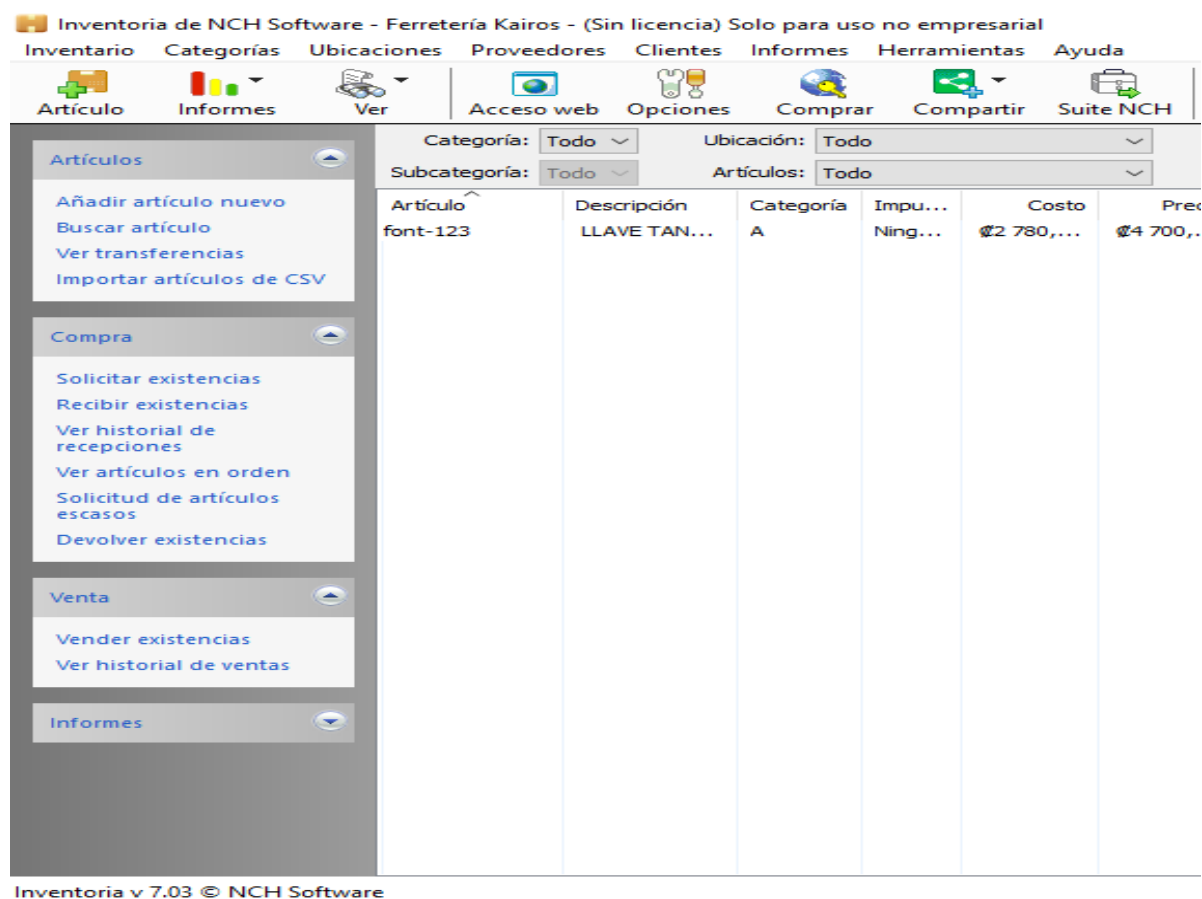 Inventoria de NCH Software - Ferretería Kairos - (Sin licencia) Solo para uso no empresarial
Inventario Categorías Ubicaciones Proveedores Clientes Informes Herramientas Ayuda
Artículo Informes Ver Acceso web Opciones Comprar Compartir Suite NCH
Categoría: Todo Ubicación: Todo
Subcategoría: Todo Artículos: Todo
Artículos
Añadir artículo nuevo
Buscar artículo
Ver transferencias
Importar artículos de CSV
Compra
Solicitar existencias
Recibir existencias
Ver historial de
recepciones
Ver artículos en orden
Solicitud de artículos
escasos
Devolver existencias
Venta
Vender existencias
Ver historial de ventas
Informes
Artículo Descripción Categoría Impu... Costo Prec
font-123 LLAVE TAN... A Ning... ₡2 780,... ₡4 700,.
Inventoria v 7.03 © NCH Software